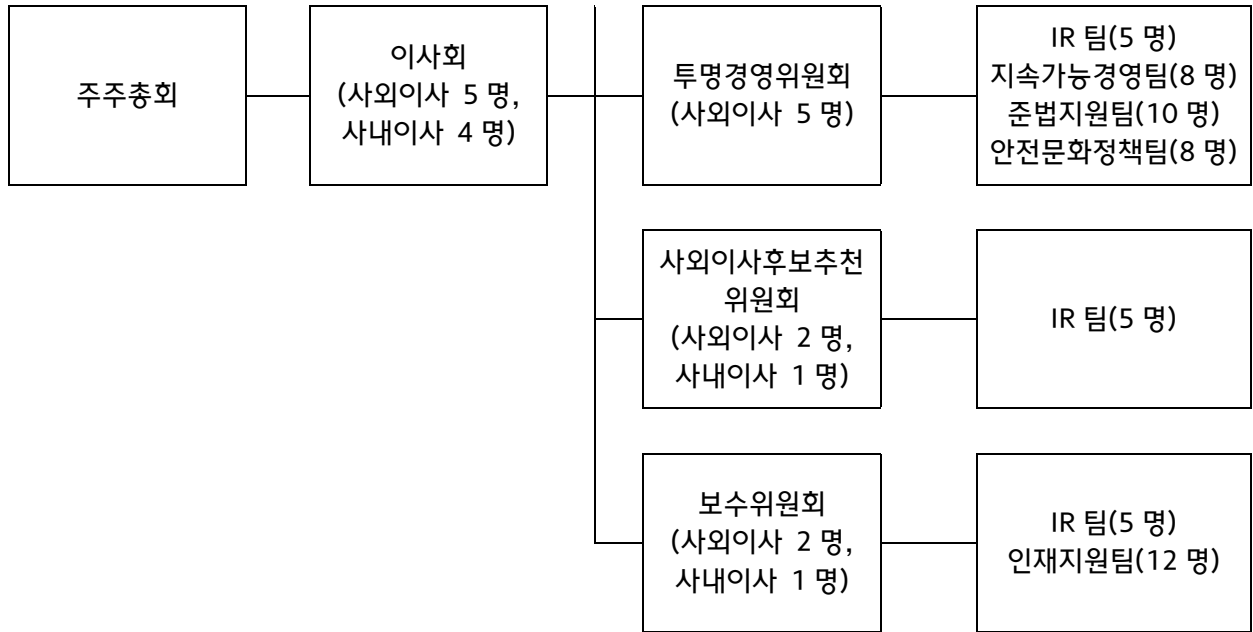 주주총회
이사회
(사외이사 5 명,
사내이사 4 명)
투명경영위원회
(사외이사 5 명)
IR 팀(5 명)
지속가능경영팀(8 명)
준법지원팀(10 명)
안전문화정책팀(8 명)
사외이사후보추천
위원회
(사외이사 2 명,
사내이사 1 명)
IR 팀(5 명)
보수위원회
(사외이사 2 명,
사내이사 1 명)
IR 팀(5 명)
인재지원팀(12 명)